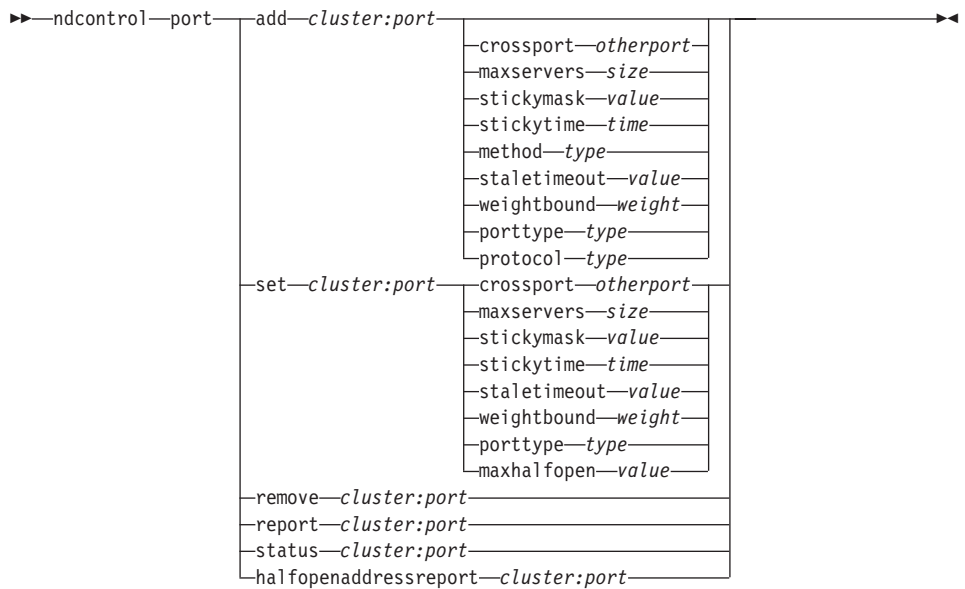 ndcontrol port add cluster:port
crossport otherport
maxservers size
stickymask value
stickytime time
method type
staletimeout value
weightbound weight
porttype type
protocol type
set cluster:port crossport otherport
maxservers size
stickymask value
stickytime time
staletimeout value
weightbound weight
porttype type
maxhalfopen value
remove cluster:port
report cluster:port
status cluster:port
halfopenaddressreport cluster:port